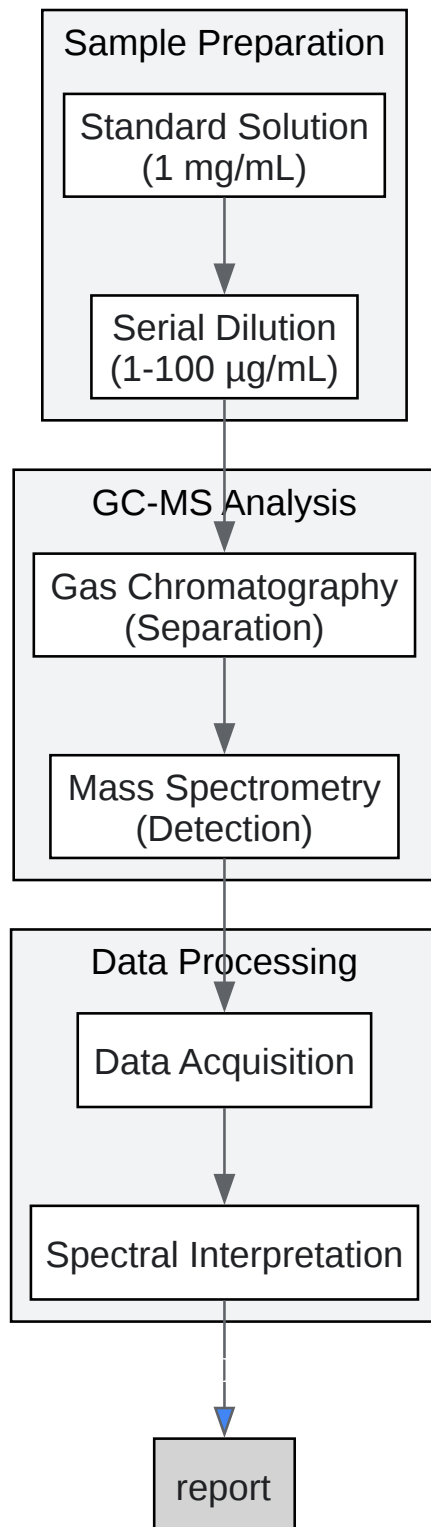 Sample Preparation
Standard Solution
(1 mg/mL)
Serial Dilution
(1-100 µg/mL)
GC-MS Analysis
Gas Chromatography
(Separation)
Mass Spectrometry
(Detection)
Data Processing
Data Acquisition
Spectral Interpretation
report